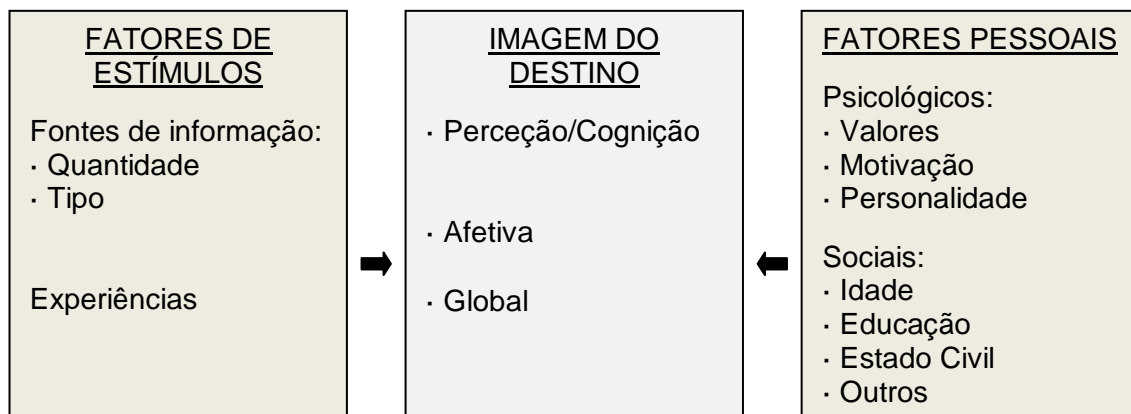 FATORES DE
ESTÍMULOS
Fontes de informação:
· Quantidade
· Tipo
Experiências
IMAGEM DO
DESTINO
· Perceção/Cognição
· Afetiva
· Global
FATORES PESSOAIS
Psicológicos:
· Valores
· Motivação
· Personalidade
Sociais:
· Idade
· Educação
· Estado Civil
· Outros